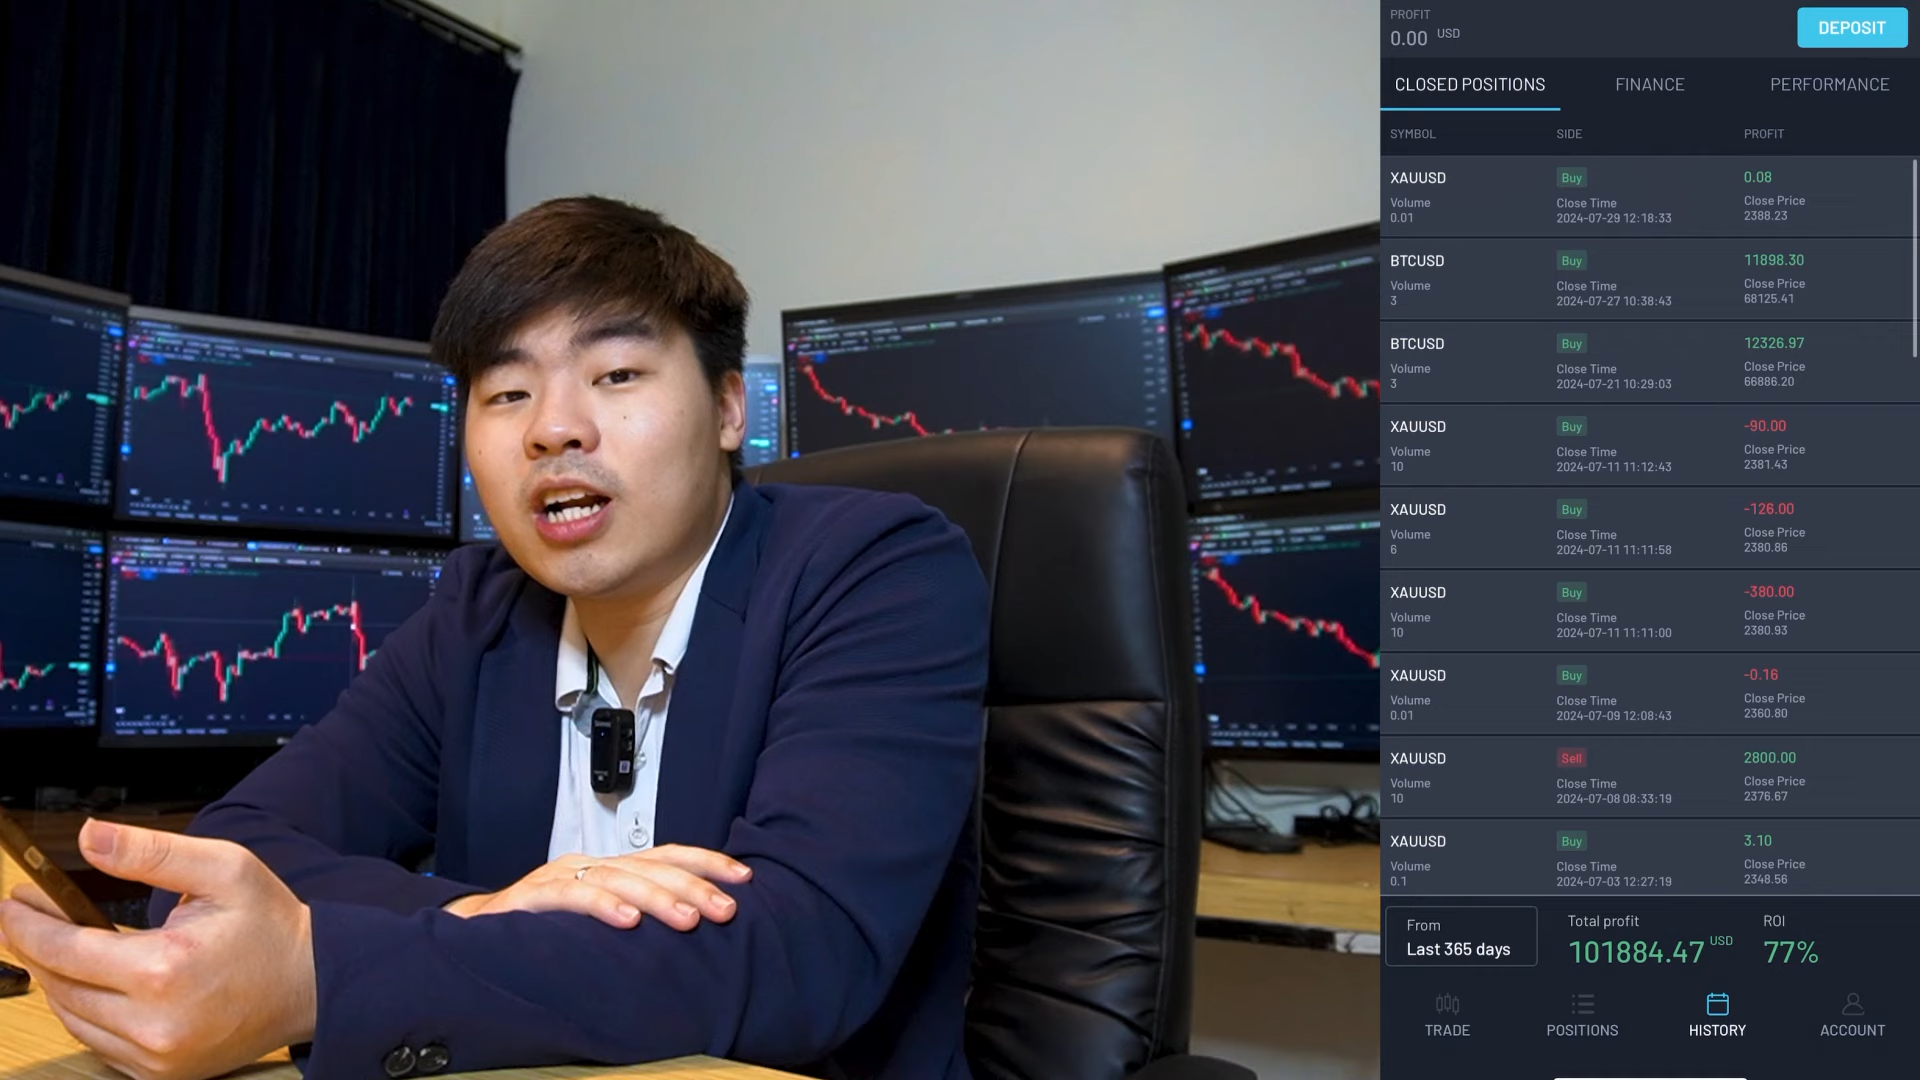 PROFIT
0.00 USD
DEPOSIT
CLOSED POSITIONS FINANCE PERFORMANCE
SYMBOL SIDE PROFIT
XAUUSD Buy 0.08
Volume Close Time Close Price
0.01 2024-07-29 12:18:33 2388.23
BTCUSD Buy 11898.30
Volume Close Time Close Price
3 2024-07-27 10:38:43 68125.41
BTCUSD Buy 12326.97
Volume Close Time Close Price
3 2024-07-21 10:29:03 66886.20
XAUUSD Buy -90.00
Volume Close Time Close Price
10 2024-07-11 11:12:43 2381.43
XAUUSD Buy -126.00
Volume Close Time Close Price
6 2024-07-11 11:11:58 2380.86
XAUUSD Buy -380.00
Volume Close Time Close Price
10 2024-07-11 11:11:00 2380.93
XAUUSD Buy -0.16
Volume Close Time Close Price
0.01 2024-07-09 12:08:43 2360.80
XAUUSD Sell 2800.00
Volume Close Time Close Price
10 2024-07-08 08:33:19 2376.67
XAUUSD Buy 3.10
Volume Close Time Close Price
0.1 2024-07-03 12:27:19 2348.56
From Total profit ROI
Last 365 days 101884.47 USD 77%
TRADE POSITIONS HISTORY ACCOUNT